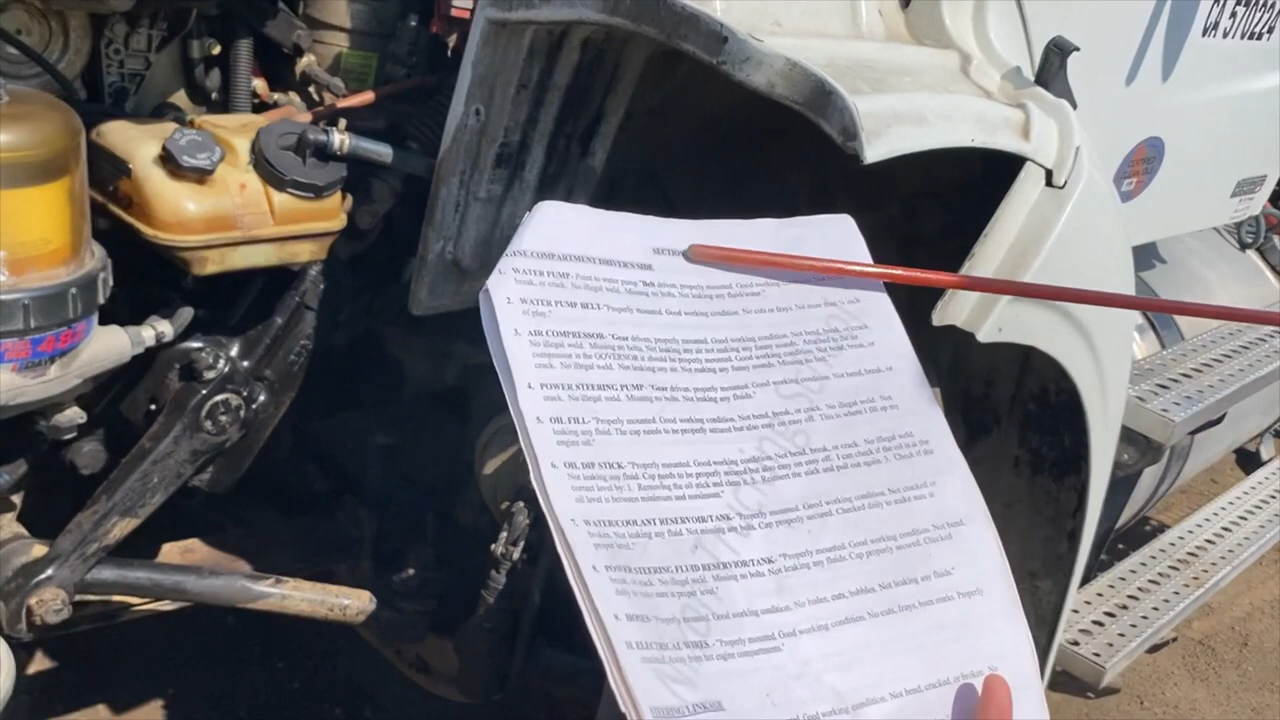 CA 570224
CERTIFIED
CLEAN IDLE
482
SECTION
ENGINE COMPARTMENT DRIVER'S SIDE
1. WATER PUMP- Point to water pump "Belt driven, properly mounted. Good working
break, or crack. No illegal weld. Missing no bolts. Not leaking any fluid/water."
2. WATER PUMP BELT-"Properly mounted. Good working condition. No cuts or frays. No more than ¾ inch
of play."
3. AIR COMPRESSOR-"Gear driven, properly mounted. Good working condition. Not bend, break, or crack.
No illegal weld. Missing no bolts. Not leaking any air not making any funny sounds. Attached to the air
compressor is the GOVERNOR it should be properly mounted. Good working condition. Not bend, break, or
crack. No illegal weld. Not leaking any air. Not making any funny sounds. Missing no bolts."
4. POWER STEERING PUMP-"Gear driven, properly mounted. Good working condition. Not bend, break, or
crack. No illegal weld. Missing no bolts. Not leaking any fluids."
5. OIL FILL-"Properly mounted. Good working condition. Not bend, break, or crack. No illegal weld. Not
leaking any fluid. The cap needs to be properly secured but also easy on easy off. This is where I fill up my
engine oil."
6. OIL DIP STICK-"Properly mounted. Good working condition. Not bend, break, or crack. No illegal weld.
Not leaking any fluid. Cap needs to be properly secured but also easy on easy off. I can check if the oil is at the
correct level by: 1. Removing the oil stick and clean it. 2. Reinsert the stick and pull out again. 3. Check if the
oil level is between minimum and maximum."
7. WATER/COOLANT RESERVOIR/TANK-"Properly mounted. Good working condition. Not cracked or
broken. Not leaking any fluid. Not missing any bolts. Cap properly secured. Checked daily to make sure at
proper level."
8. POWER STEERING FLUID RESERVIOR/TANK-"Properly mounted. Good working condition. Not bend,
break, or crack. No illegal weld. Missing no bolts. Not leaking any fluids. Cap properly secured. Checked
daily to make sure is proper level."
8. HOSES-"Properly mounted. Good working condition. No holes, cuts, bubbles. Not leaking any fluids."
10. ELECTRICAL WIRES -"Properly mounted. Good working condition. No cuts, frays, burn marks. Properly
away from hot engine compartments."
STEERING LINKAGE
mounted. Good working condition. Not bend, cracked, or broken. No